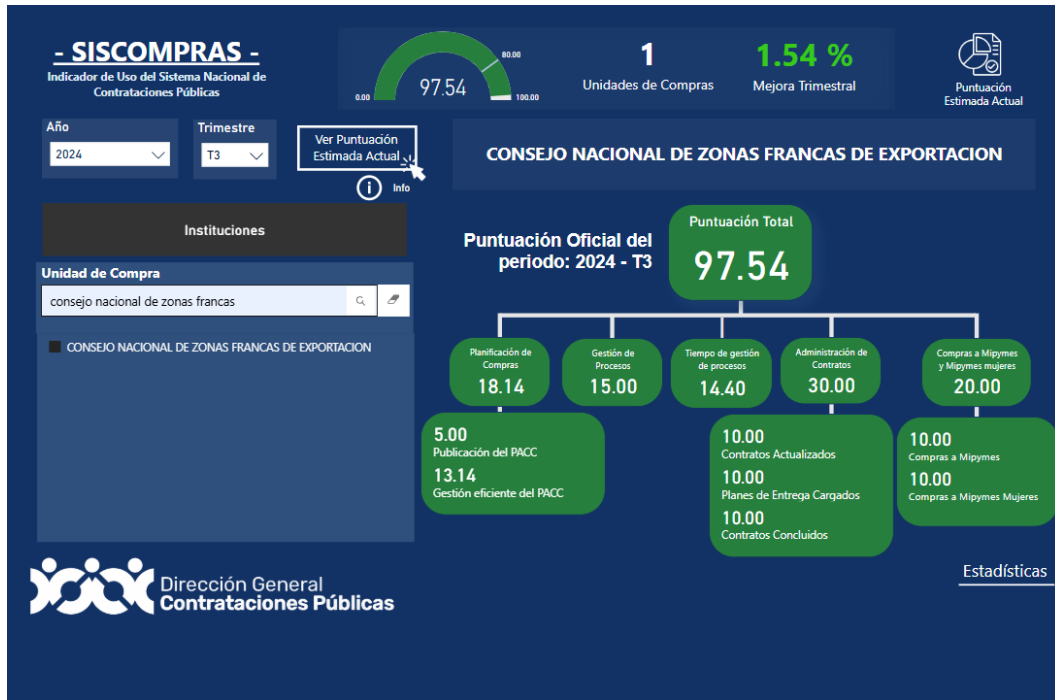 - SISCOMPRAS -
Indicador de Uso del Sistema Nacional de
Contrataciones Públicas
0.00
97.54
80.00
100.00
1
Unidades de Compras
1.54 %
Mejora Trimestral
Puntuación
Estimada Actual
Año
2024
Trimestre
T3
Ver Puntuación
Estimada Actual
Info
CONSEJO NACIONAL DE ZONAS FRANCAS DE EXPORTACION
Instituciones
Unidad de Compra
consejo nacional de zonas francas
CONSEJO NACIONAL DE ZONAS FRANCAS DE EXPORTACION
Puntuación Oficial del
periodo: 2024 - T3
Puntuación Total
97.54
Planificación de
Compras
18.14
Gestión de
Procesos
15.00
Tiempo de gestión
de procesos
14.40
Administración de
Contratos
30.00
Compras a Mipymes
y Mipymes mujeres
20.00
5.00
Publicación del PACC
13.14
Gestión eficiente del PACC
10.00
Contratos Actualizados
10.00
Planes de Entrega Cargados
10.00
Contratos Concluidos
10.00
Compras a Mipymes
10.00
Compras a Mipymes Mujeres
Dirección General
Contrataciones Públicas
Estadísticas